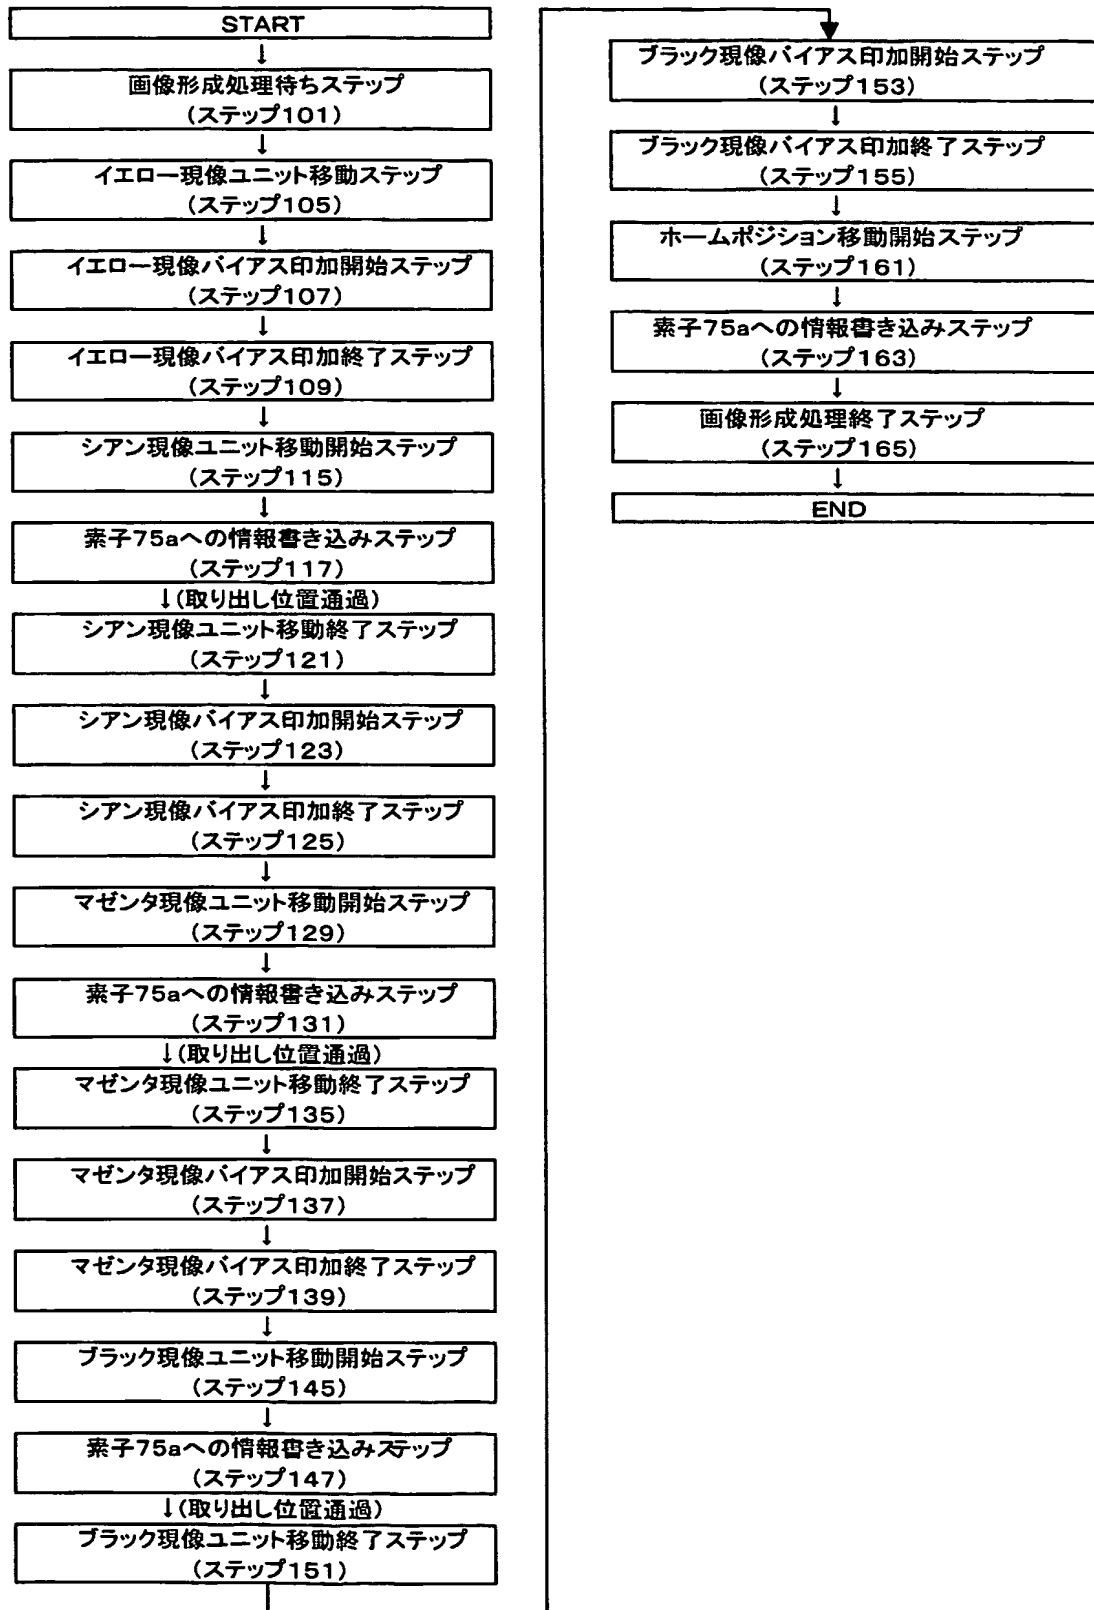 START
↓
画像形成処理待ちステップ
(ステップ101)
↓
イエロー現像ユニット移動ステップ
(ステップ105)
↓
イエロー現像バイアス印加開始ステップ
(ステップ107)
↓
イエロー現像バイアス印加終了ステップ
(ステップ109)
↓
シアン現像ユニット移動開始ステップ
(ステップ115)
↓
素子75aへの情報書き込みステップ
(ステップ117)
↓(取り出し位置通過)
シアン現像ユニット移動終了ステップ
(ステップ121)
↓
シアン現像バイアス印加開始ステップ
(ステップ123)
↓
シアン現像バイアス印加終了ステップ
(ステップ125)
↓
マゼンタ現像ユニット移動開始ステップ
(ステップ129)
↓
素子75aへの情報書き込みステップ
(ステップ131)
↓(取り出し位置通過)
マゼンタ現像ユニット移動終了ステップ
(ステップ135)
↓
マゼンタ現像バイアス印加開始ステップ
(ステップ137)
↓
マゼンタ現像バイアス印加終了ステップ
(ステップ139)
↓
ブラック現像ユニット移動開始ステップ
(ステップ145)
↓
素子75aへの情報書き込みステップ
(ステップ147)
↓(取り出し位置通過)
ブラック現像ユニット移動終了ステップ
(ステップ151)
ブラック現像バイアス印加開始ステップ
(ステップ153)
↓
ブラック現像バイアス印加終了ステップ
(ステップ155)
↓
ホームポジション移動開始ステップ
(ステップ161)
↓
素子75aへの情報書き込みステップ
(ステップ163)
↓
画像形成処理終了ステップ
(ステップ165)
↓
END